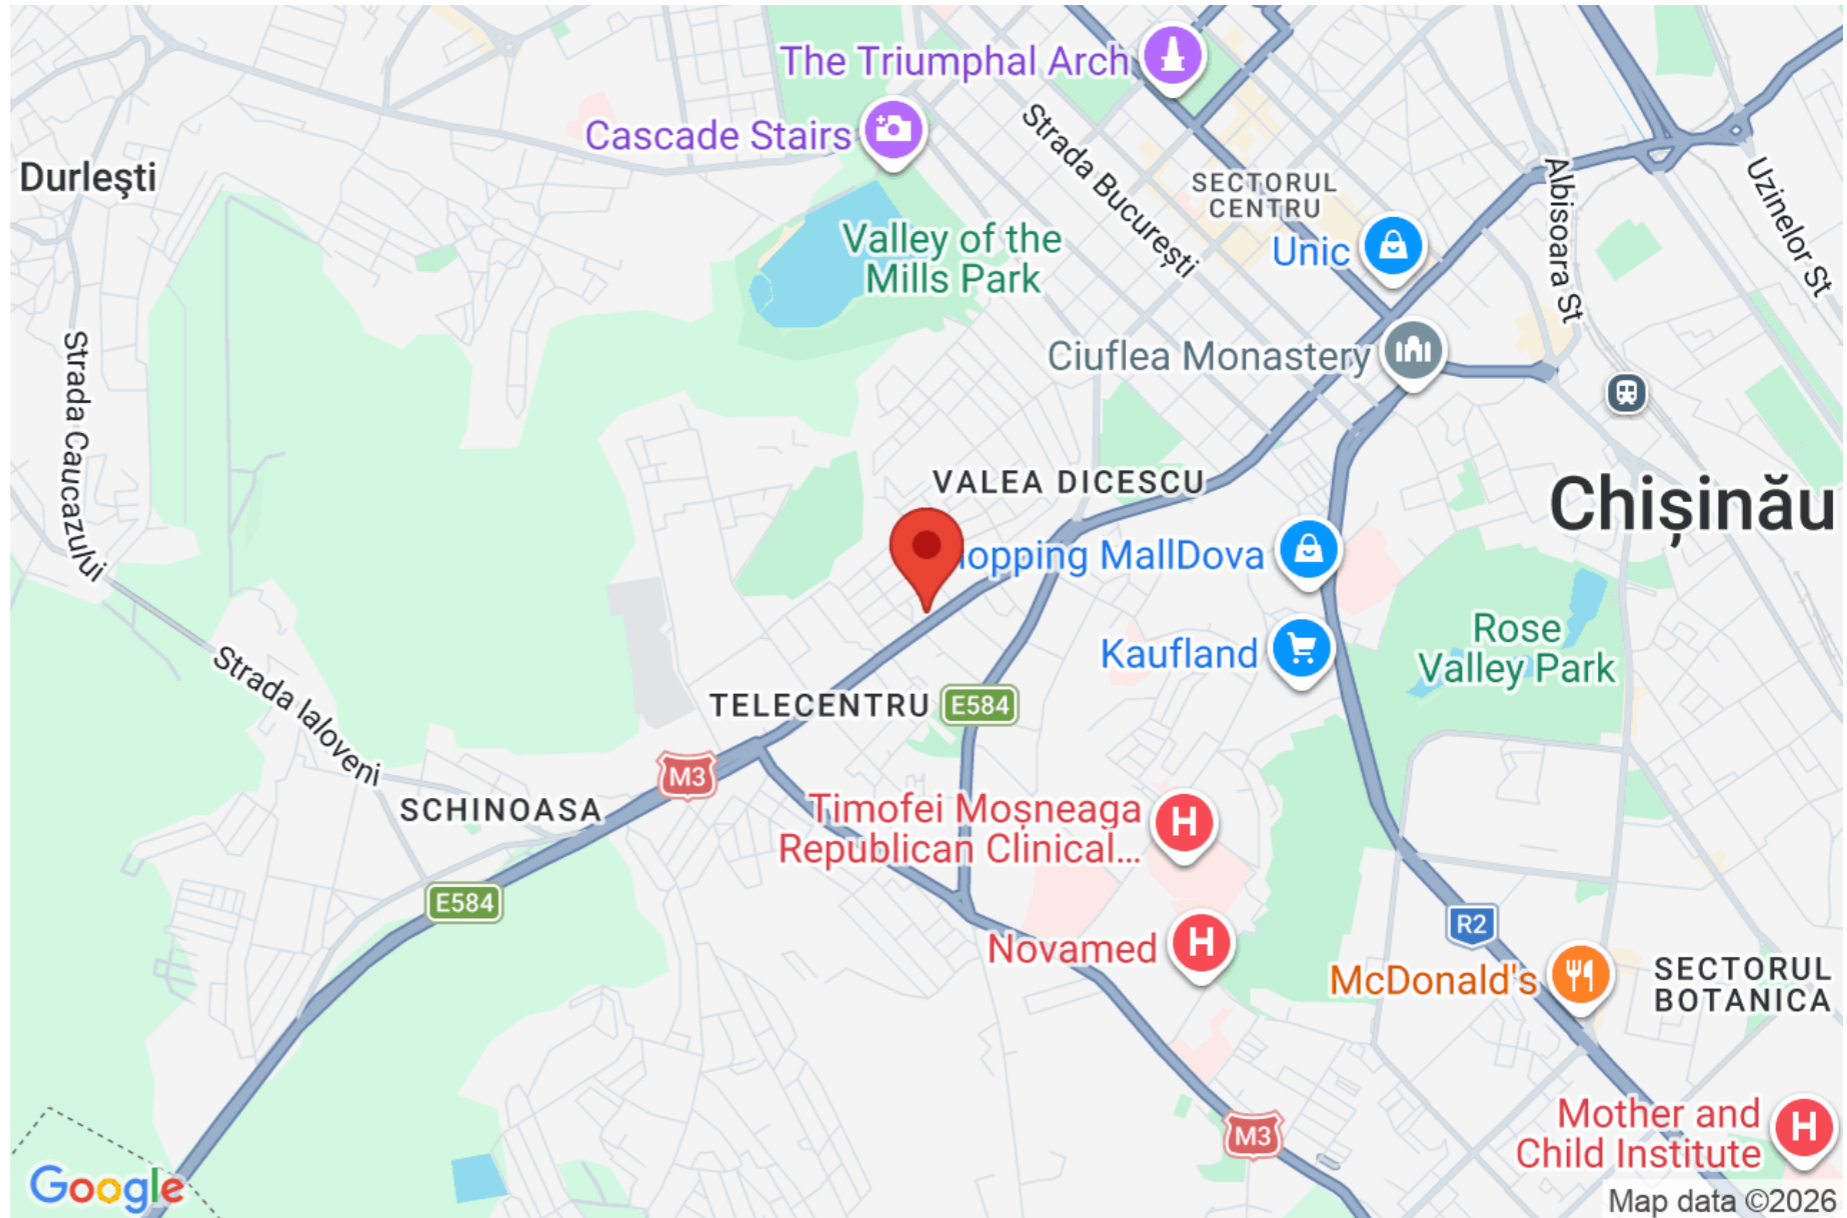 The Triumphal Arch
Cascade Stairs
Strada București
Durlești
SECTORUL
CENTRU
Albisoara St
Uzinelor St
Valley of the
Mills Park
Unic
Ciuflea Monastery
Strada Caucazului
VALEA DICESCU
Chișinău
opping MallDova
Rose
Valley Park
Kaufland
Strada Ialoveni
TELECENTRU
E584
M3
SCHINOASA
Timofei Moșneaga
Republican Clinical...
H
E584
R2
Novamed
H
McDonald's
SECTORUL
BOTANICA
M3
Mother and
Child Institute
H
Google
Map data ©2026